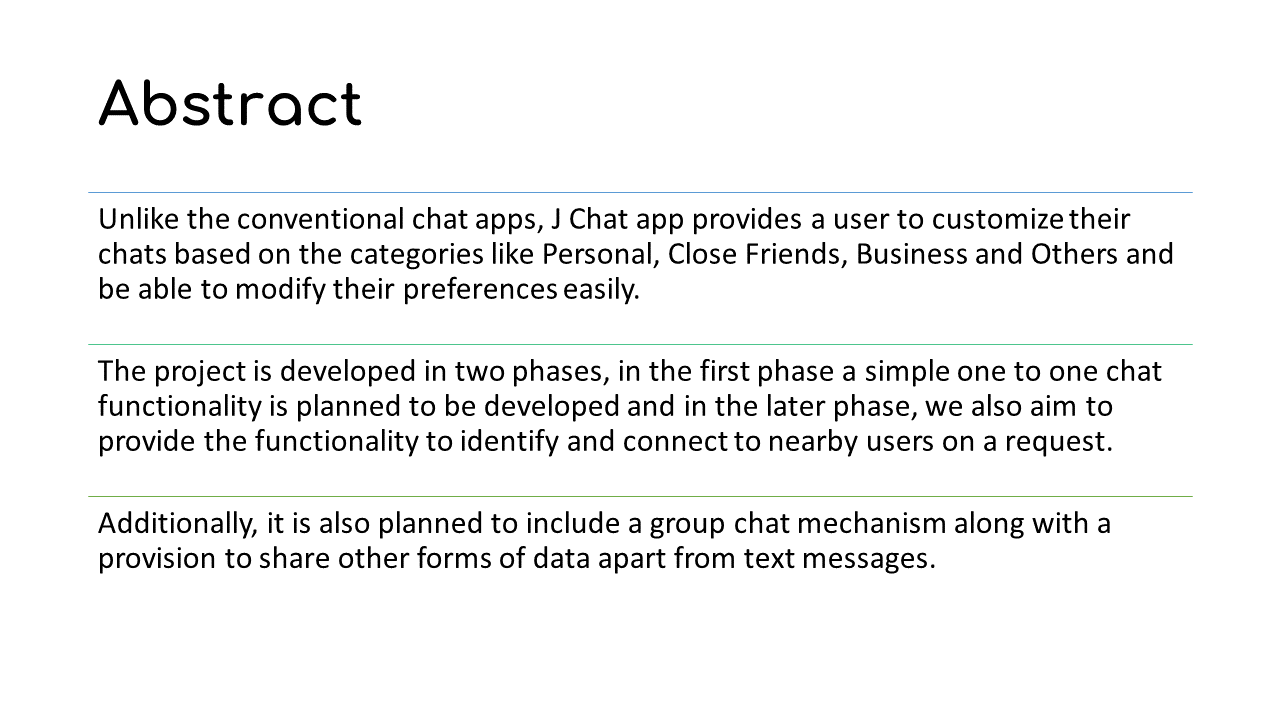 Abstract
Unlike the conventional chat apps, J Chat app provides a user to customize their
chats based on the categories like Personal, Close Friends, Business and Others and
be able to modify their preferences easily.
The project is developed in two phases, in the first phase a simple one to one chat
functionality is planned to be developed and in the later phase, we also aim to
provide the functionality to identify and connect to nearby users on a request.
Additionally, it is also planned to include a group chat mechanism along with a
provision to share other forms of data apart from text messages.